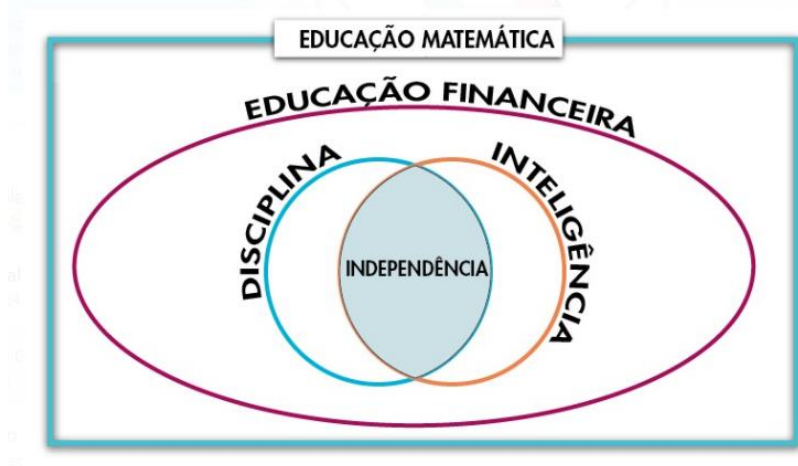 EDUCAÇÃO MATEMÁTICA
EDUCAÇÃO FINANCEIRA
DISCIPLINA
INTELIGÊNCIA
INDEPENDÊNCIA